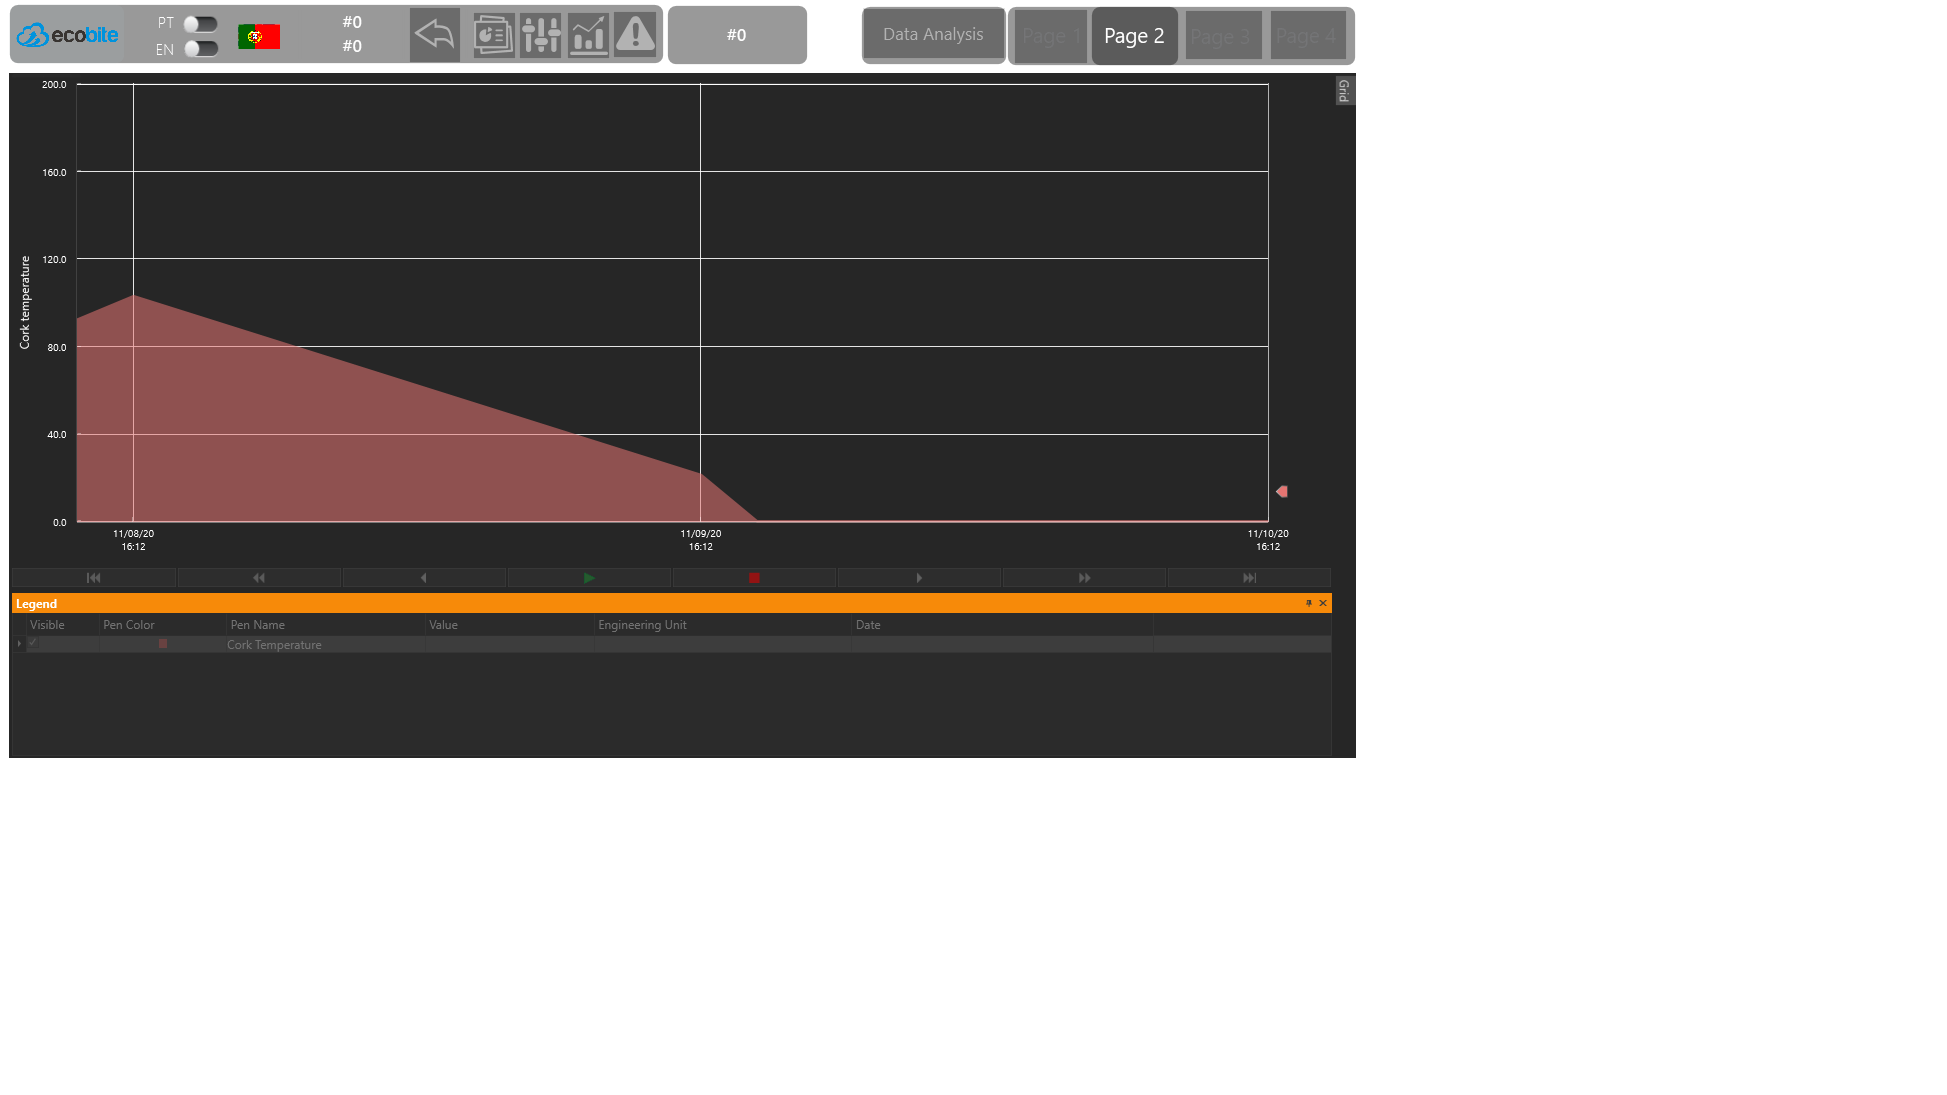 ecobite
PT
EN
#0
#0
#0
Data Analysis
Page 1
Page 2
Page 3
Page 4
Grid
200.0
160.0
120.0
80.0
40.0
0.0
Cork temperature
11/08/20
16:12
11/09/20
16:12
11/10/20
16:12
Legend
Visible Pen Color Pen Name Value Engineering Unit Date
Cork Temperature